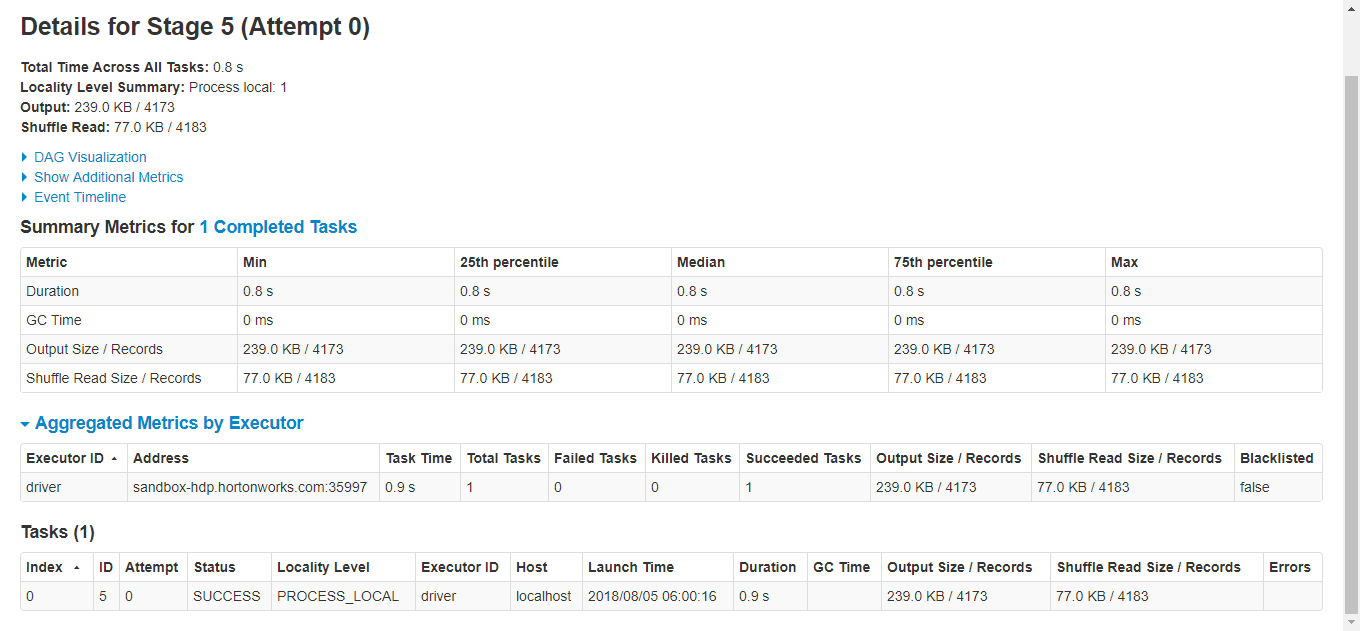 Details for Stage 5 (Attempt 0)
Total Time Across All Tasks: 0.8 s
Locality Level Summary: Process local: 1
Output: 239.0 KB / 4173
Shuffle Read: 77.0 KB / 4183
DAG Visualization
Show Additional Metrics
Event Timeline
Summary Metrics for 1 Completed Tasks
Metric Min 25th percentile Median 75th percentile Max
Duration 0.8 s 0.8 s 0.8 s 0.8 s 0.8 s
GC Time 0 ms 0 ms 0 ms 0 ms 0 ms
Output Size / Records 239.0 KB / 4173 239.0 KB / 4173 239.0 KB / 4173 239.0 KB / 4173 239.0 KB / 4173
Shuffle Read Size / Records 77.0 KB / 4183 77.0 KB / 4183 77.0 KB / 4183 77.0 KB / 4183 77.0 KB / 4183
Aggregated Metrics by Executor
Executor ID Address Task Time Total Tasks Failed Tasks Killed Tasks Succeeded Tasks Output Size / Records Shuffle Read Size / Records Blacklisted
driver sandbox-hdp.hortonworks.com:35997 0.9 s 1 0 0 1 239.0 KB / 4173 77.0 KB / 4183 false
Tasks (1)
Index ID Attempt Status Locality Level Executor ID Host Launch Time Duration GC Time Output Size / Records Shuffle Read Size / Records Errors
0 5 0 SUCCESS PROCESS_LOCAL driver localhost 2018/08/05 06:00:16 0.9 s 239.0 KB / 4173 77.0 KB / 4183